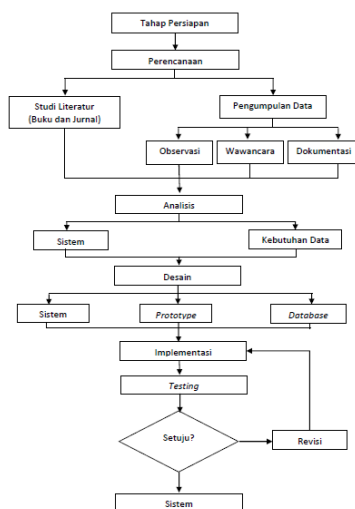 Tahap Persiapan
Perencanaan
Studi Literatur
(Buku dan Jurnal)
Pengumpulan Data
Observasi
Wawancara
Dokumentasi
Analisis
Sistem
Kebutuhan Data
Desain
Sistem
Prototype
Database
Implementasi
Testing
Setuju?
Revisi
Sistem